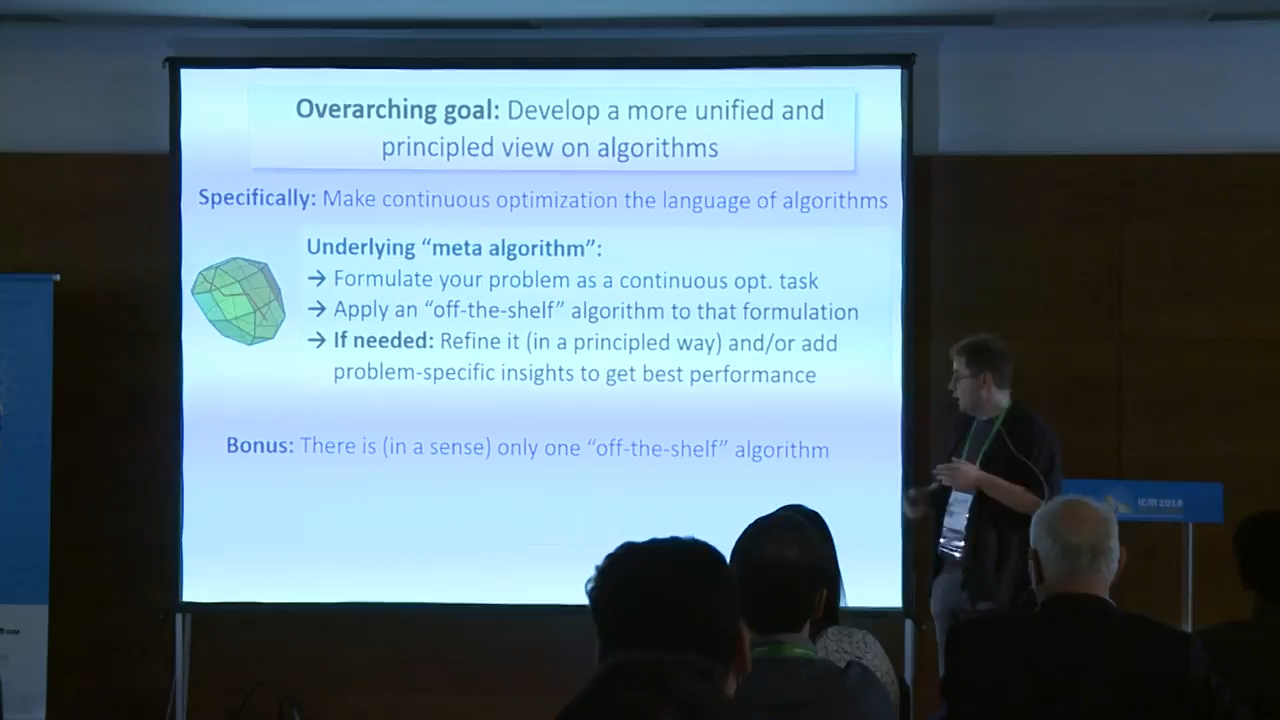 Overarching goal: Develop a more unified and
principled view on algorithms
Specifically: Make continuous optimization the language of algorithms
Underlying “meta algorithm”:
→ Formulate your problem as a continuous opt. task
→ Apply an “off-the-shelf” algorithm to that formulation
→ If needed: Refine it (in a principled way) and/or add
problem-specific insights to get best performance
Bonus: There is (in a sense) only one “off-the-shelf” algorithm
ICM 2018